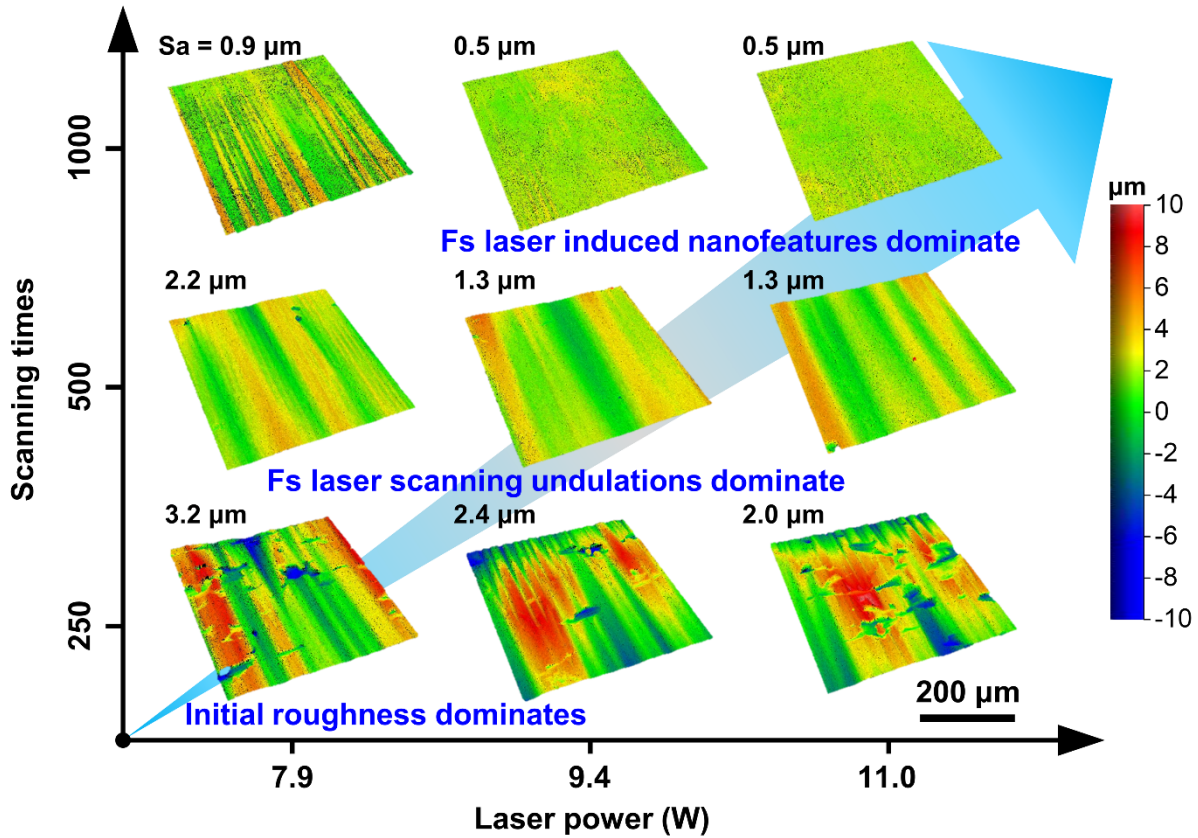 Sa = 0.9 µm
0.5 µm
0.5 µm
1000
Fs laser induced nanofeatures dominate
2.2 µm
1.3 µm
1.3 µm
500
Scanning times
Fs laser scanning undulations dominate
3.2 µm
2.4 µm
2.0 µm
250
Initial roughness dominates
200 µm
µm
10
8
6
4
2
0
-2
-4
-6
-8
-10
7.9
9.4
11.0
Laser power (W)